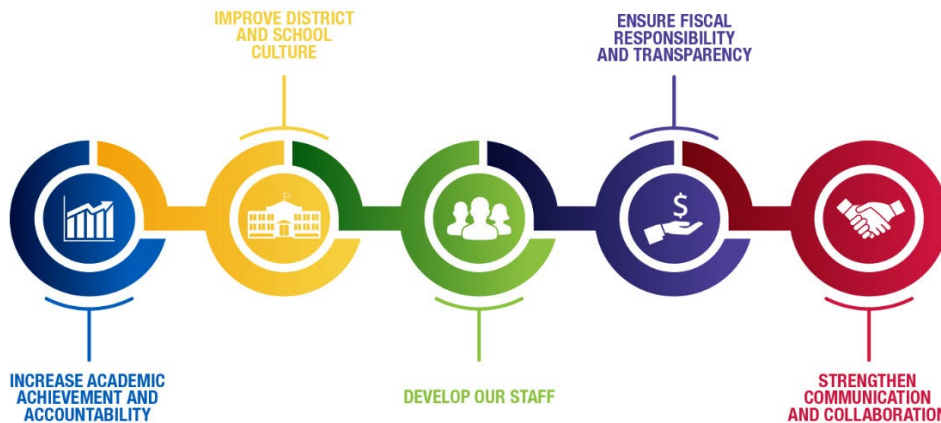 IMPROVE DISTRICT
AND SCHOOL
CULTURE
ENSURE FISCAL
RESPONSIBILITY
AND TRANSPARENCY
$
INCREASE ACADEMIC
ACHIEVEMENT AND
ACCOUNTABILITY
DEVELOP OUR STAFF
STRENGTHEN
COMMUNICATION
AND COLLABORATION